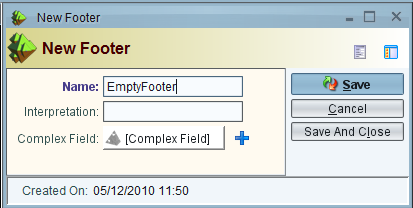 New Footer
New Footer
Name: EmptyFooter
Interpretation:
Complex Field: [Complex Field]
Save
Cancel
Save And Close
Created On: 05/12/2010 11:50